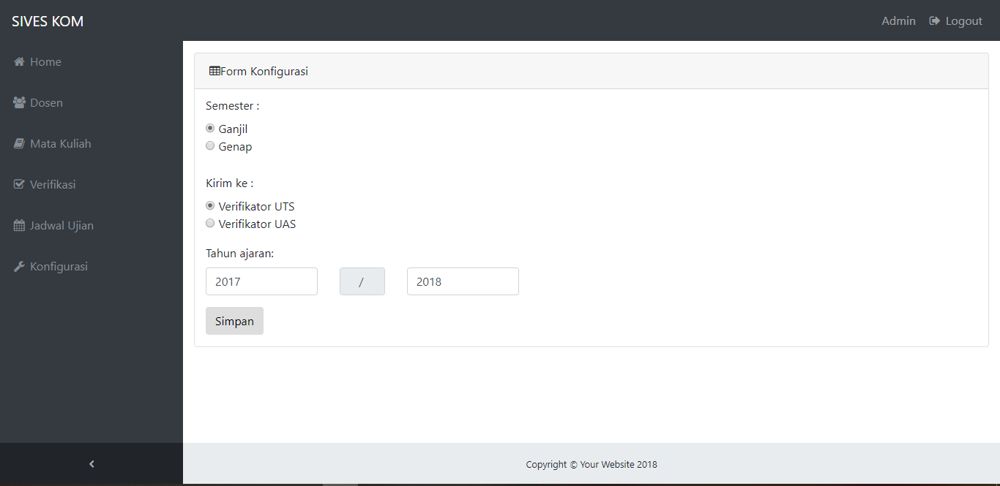 SIVES KOM
Admin
Logout
Home
Dosen
Mata Kuliah
Verifikasi
Jadwal Ujian
Konfigurasi
Form Konfigurasi
Semester :
Ganjil
Genap
Kirim ke :
Verifikator UTS
Verifikator UAS
Tahun ajaran:
2017 / 2018
Simpan
Copyright © Your Website 2018